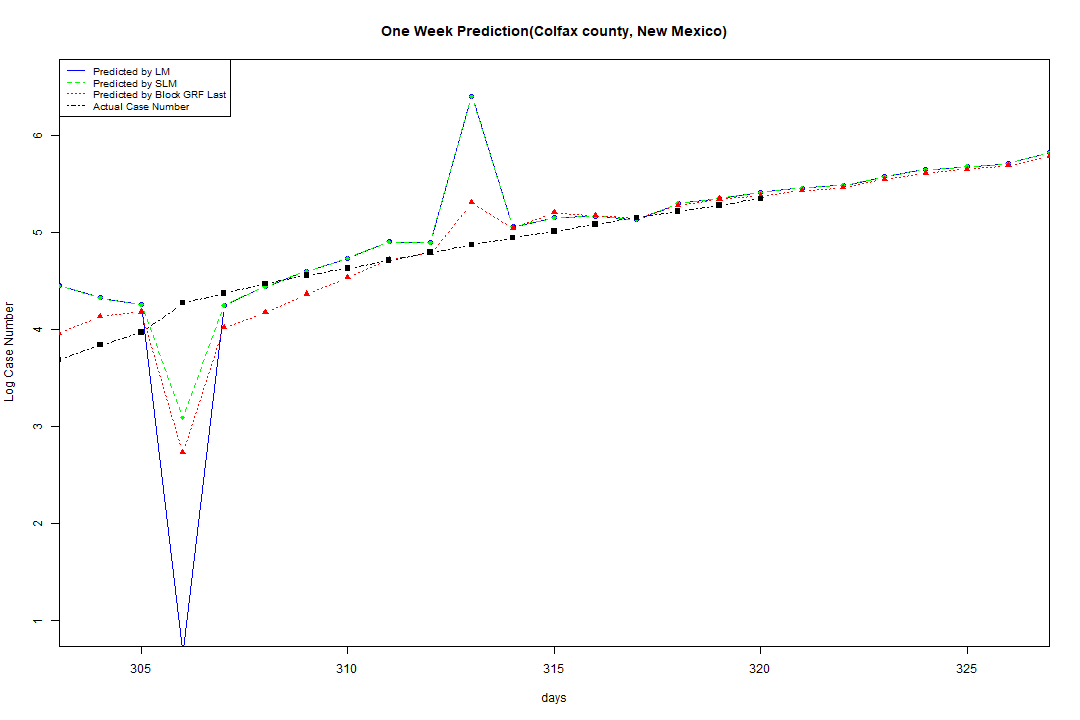 One Week Prediction(Colfax county, New Mexico)
Predicted by LM
Predicted by SLM
Predicted by Block GRF Last
Actual Case Number
6
5
4
3
2
1
Log Case Number
305 310 315 320 325
days